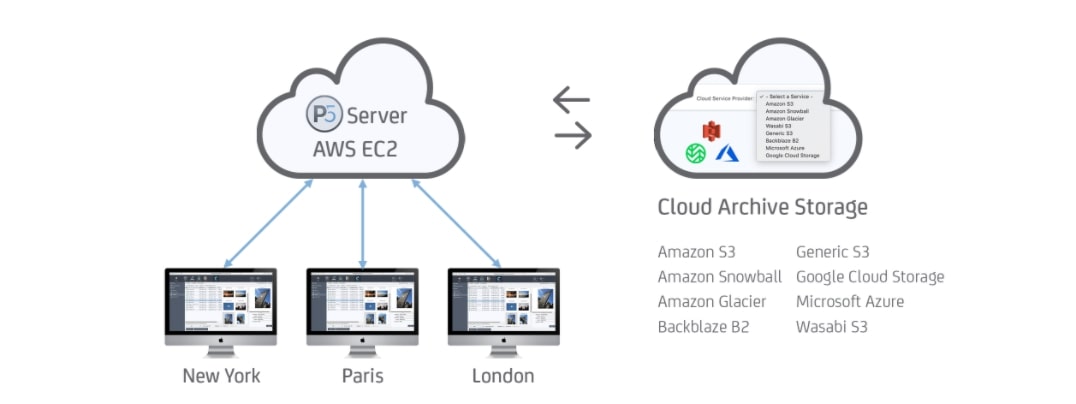 P5 Server
AWS EC2
Cloud Service Provider:
- Select a Service -
Amazon S3
Amazon Snowball
Amazon Glacier
Wasabi S3
Generic S3
Backblaze B2
Microsoft Azure
Google Cloud Storage
Cloud Archive Storage
Amazon S3
Generic S3
Amazon Snowball
Google Cloud Storage
Amazon Glacier
Microsoft Azure
Backblaze B2
Wasabi S3
New York
Paris
London